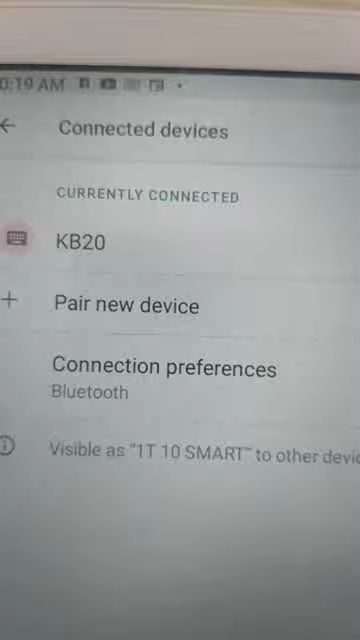 0:19 AM
Connected devices
CURRENTLY CONNECTED
KB20
Pair new device
Connection preferences
Bluetooth
Visible as "1T 10 SMART" to other devic